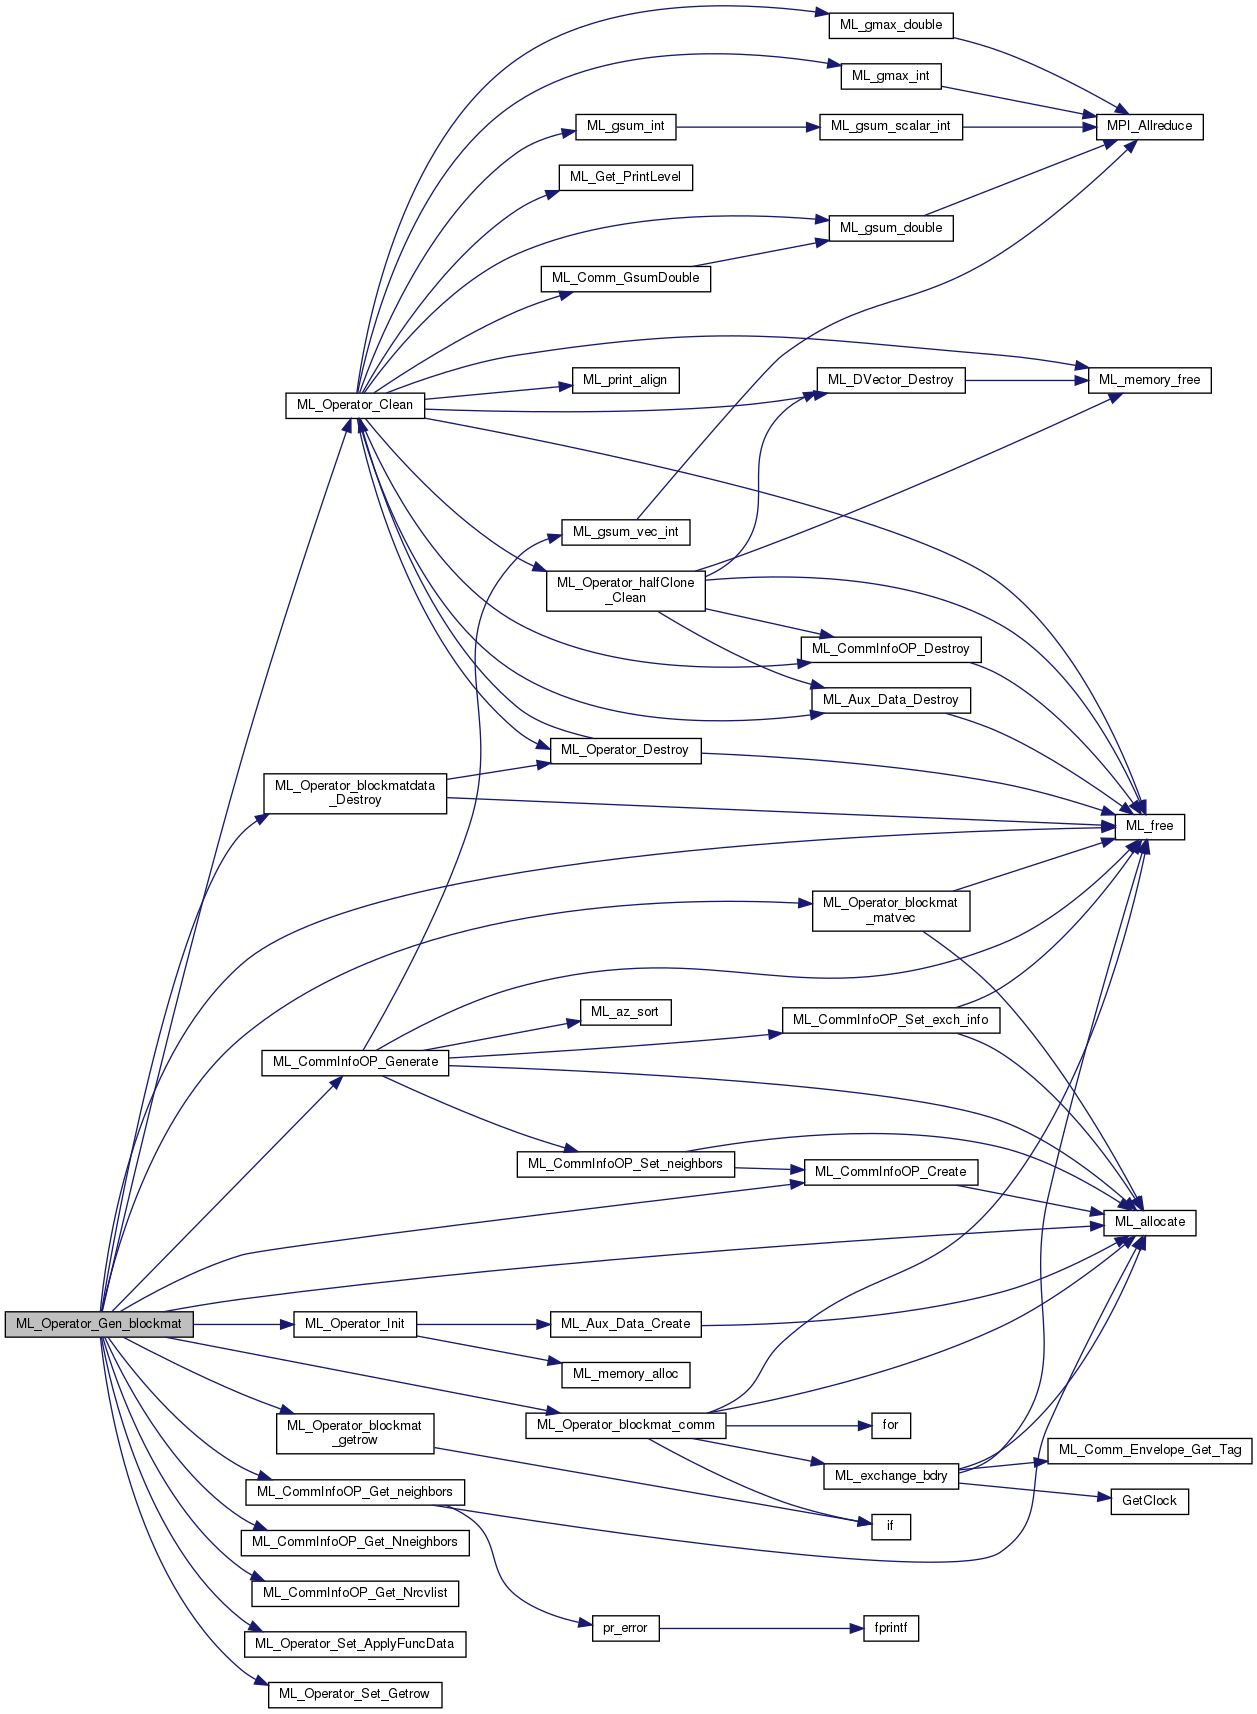 ML_gmax_double
ML_gmax_int
ML_gsum_int
ML_gsum_scalar_int
MPI_Allreduce
ML_Get_PrintLevel
ML_gsum_double
ML_Comm_GsumDouble
ML_print_align
ML_DVector_Destroy
ML_memory_free
ML_Operator_Clean
ML_gsum_vec_int
ML_Operator_halfClone
_Clean
ML_CommInfoOP_Destroy
ML_Aux_Data_Destroy
ML_Operator_Destroy
ML_Operator_blockmatdata
_Destroy
ML_free
ML_Operator_blockmat
_matvec
ML_az_sort
ML_CommInfoOP_Set_exch_info
ML_CommInfoOP_Generate
ML_CommInfoOP_Set_neighbors
ML_CommInfoOP_Create
ML_allocate
ML_Operator_Gen_blockmat
ML_Operator_Init
ML_Aux_Data_Create
ML_memory_alloc
ML_Operator_blockmat
_getrow
ML_Operator_blockmat_comm
for
ML_Comm_Envelope_Get_Tag
ML_exchange_bdry
ML_CommInfoOP_Get_neighbors
GetClock
if
ML_CommInfoOP_Get_Nneighbors
ML_CommInfoOP_Get_Nrcvlist
pr_error
fprintf
ML_Operator_Set_ApplyFuncData
ML_Operator_Set_Getrow